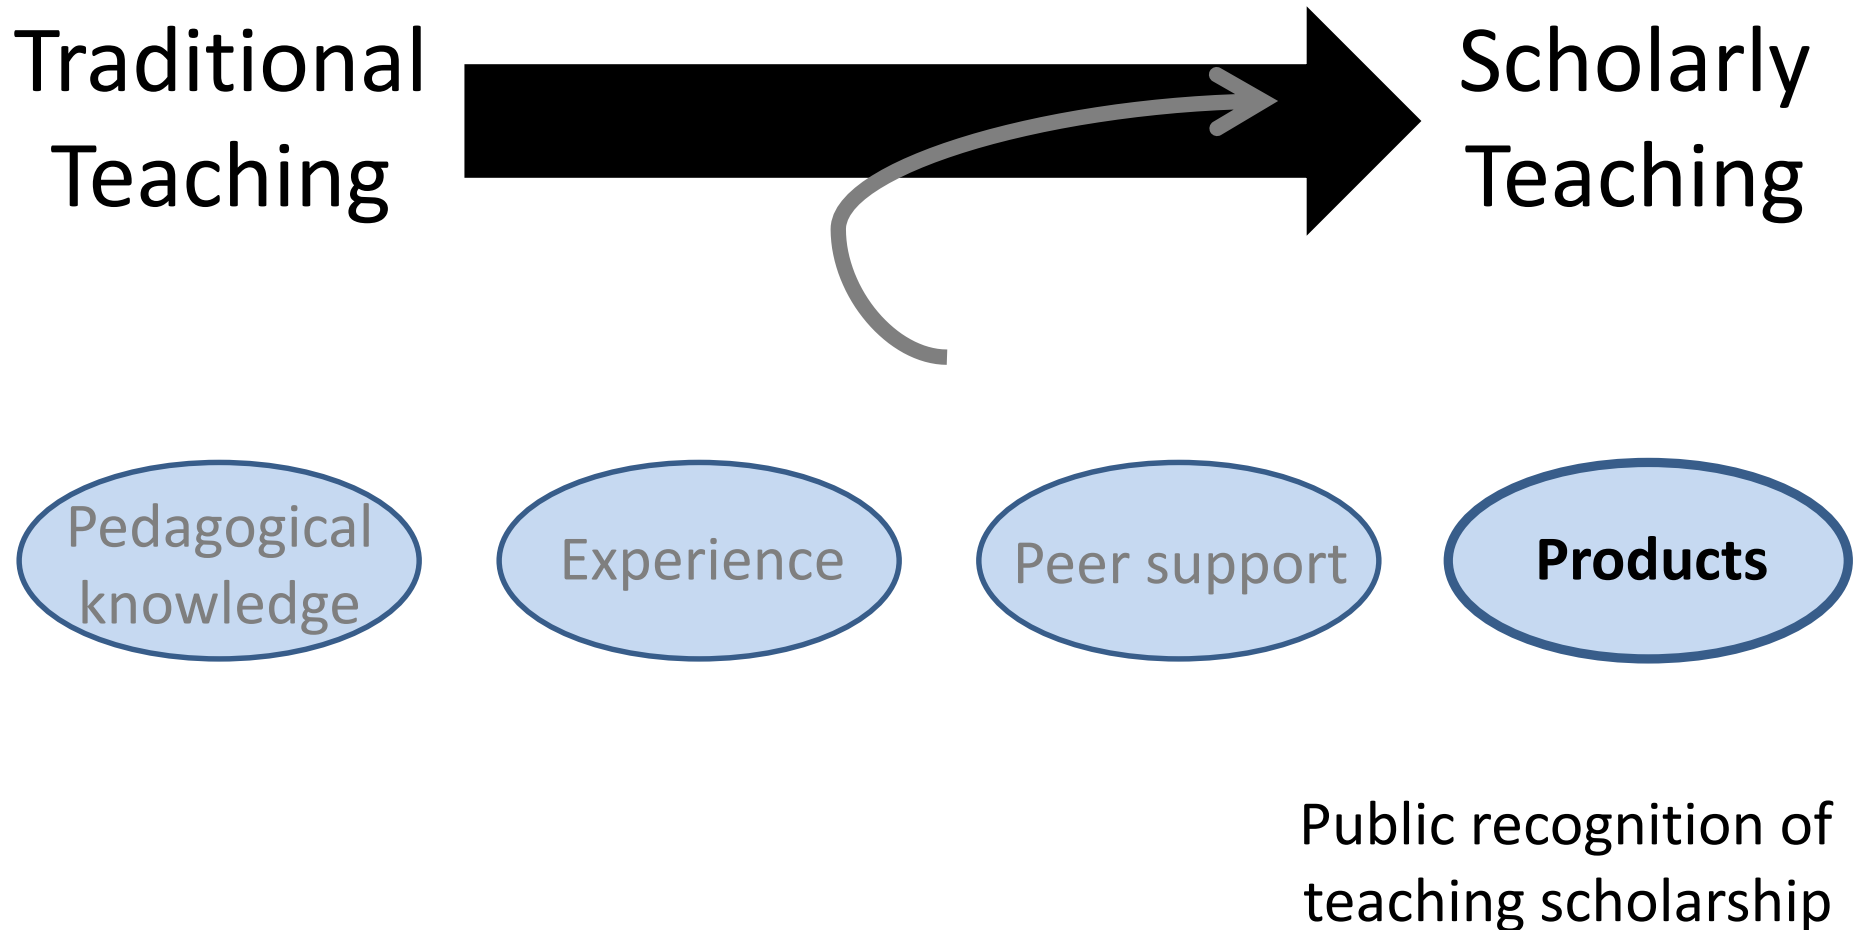 Traditional
Teaching
Scholarly
Teaching
Pedagogical
knowledge
Experience
Peer support
Products
Public recognition of
teaching scholarship